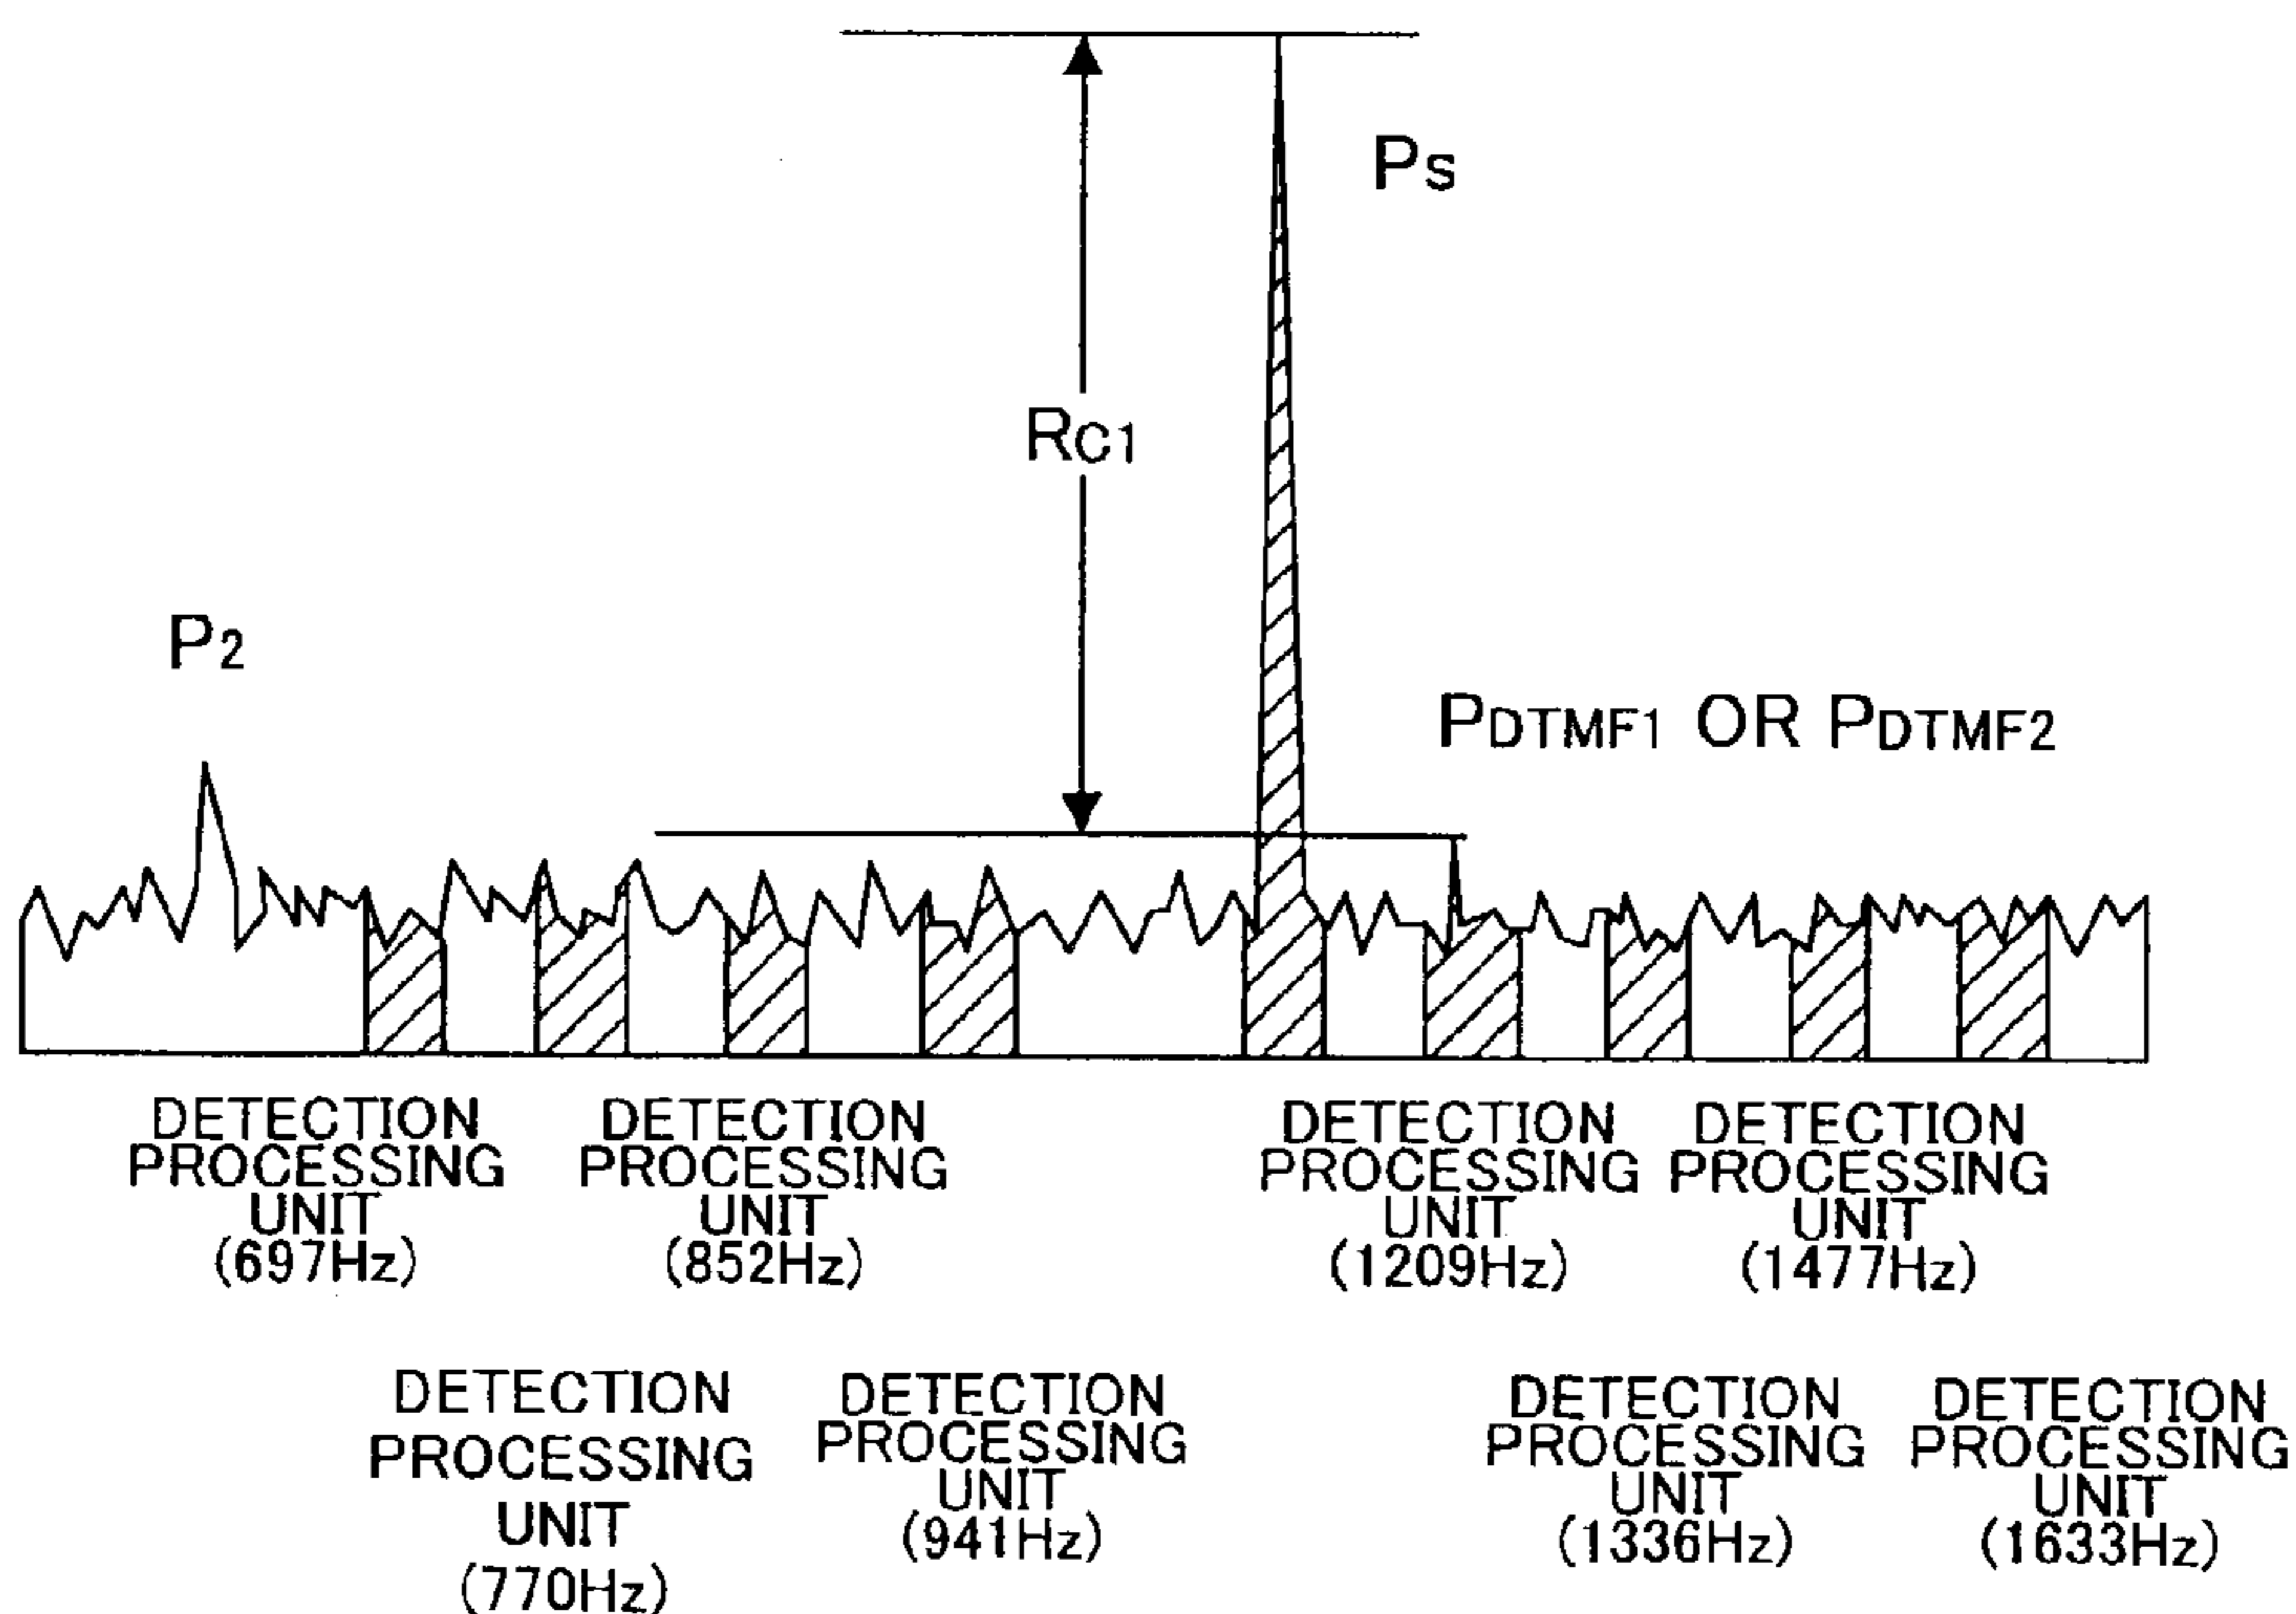 Ps
RC1
P2
PDTMF1 OR PDTMF2
DETECTION
PROCESSING
UNIT
(697Hz)
DETECTION
PROCESSING
UNIT
(852Hz)
DETECTION
PROCESSING
UNIT
(1209Hz)
DETECTION
PROCESSING
UNIT
(1477Hz)
DETECTION
PROCESSING
UNIT
(770Hz)
DETECTION
PROCESSING
UNIT
(941Hz)
DETECTION
PROCESSING
UNIT
(1336Hz)
DETECTION
PROCESSING
UNIT
(1633Hz)